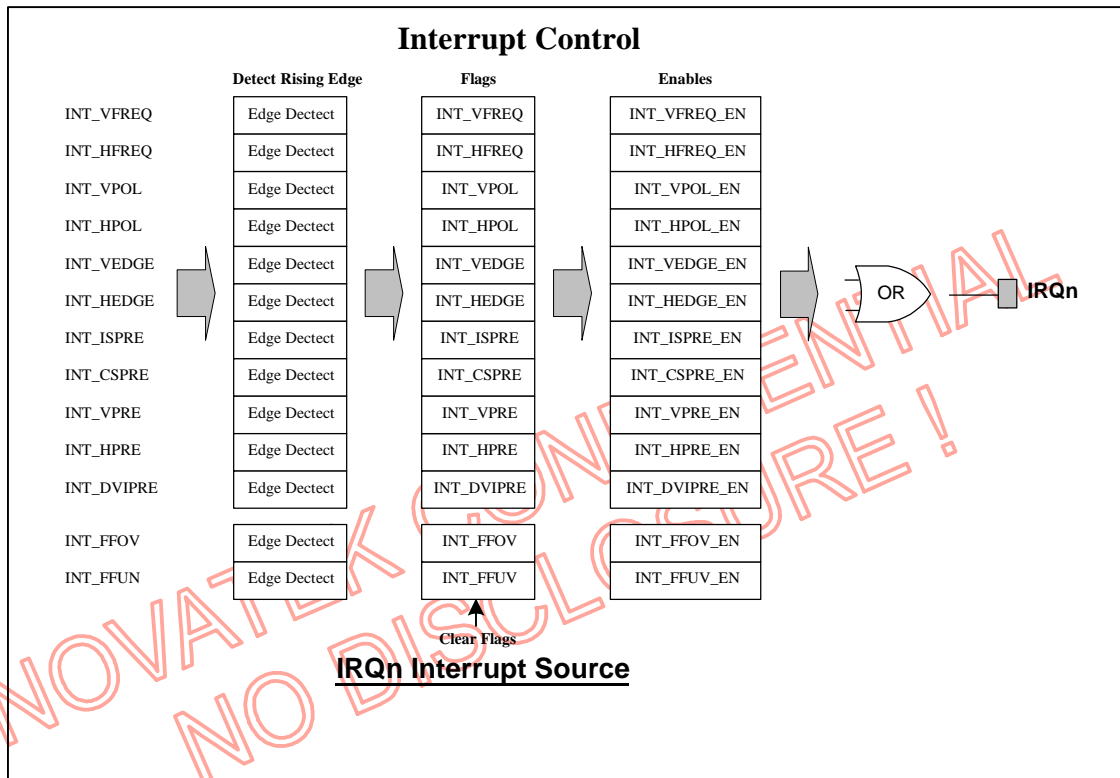 Interrupt Control
Detect Rising Edge Flags Enables
INT_VFREQ Edge Dectect INT_VFREQ INT_VFREQ_EN
INT_HFREQ Edge Dectect INT_HFREQ INT_HFREQ_EN
INT_VPOL Edge Dectect INT_VPOL INT_VPOL_EN
INT_HPOL Edge Dectect INT_HPOL INT_HPOL_EN
INT_VEDGE Edge Dectect INT_VEDGE INT_VEDGE_EN
INT_HEDGE Edge Dectect INT_HEDGE INT_HEDGE_EN OR IRQn
INT_ISPRE Edge Dectect INT_ISPRE INT_ISPRE_EN
INT_CSPRE Edge Dectect INT_CSPRE INT_CSPRE_EN
INT_VPRE Edge Dectect INT_VPRE INT_VPRE_EN
INT_HPRE Edge Dectect INT_HPRE INT_HPRE_EN
INT_DVIPRE Edge Dectect INT_DVIPRE INT_DVIPRE_EN
INT_FFOV Edge Dectect INT_FFOV INT_FFOV_EN
INT_FFUN Edge Dectect INT_FFUV INT_FFUV_EN
Clear Flags
IRQn Interrupt Source
NOVATEK CONFIDENTIAL
NO DISCLOSURE !